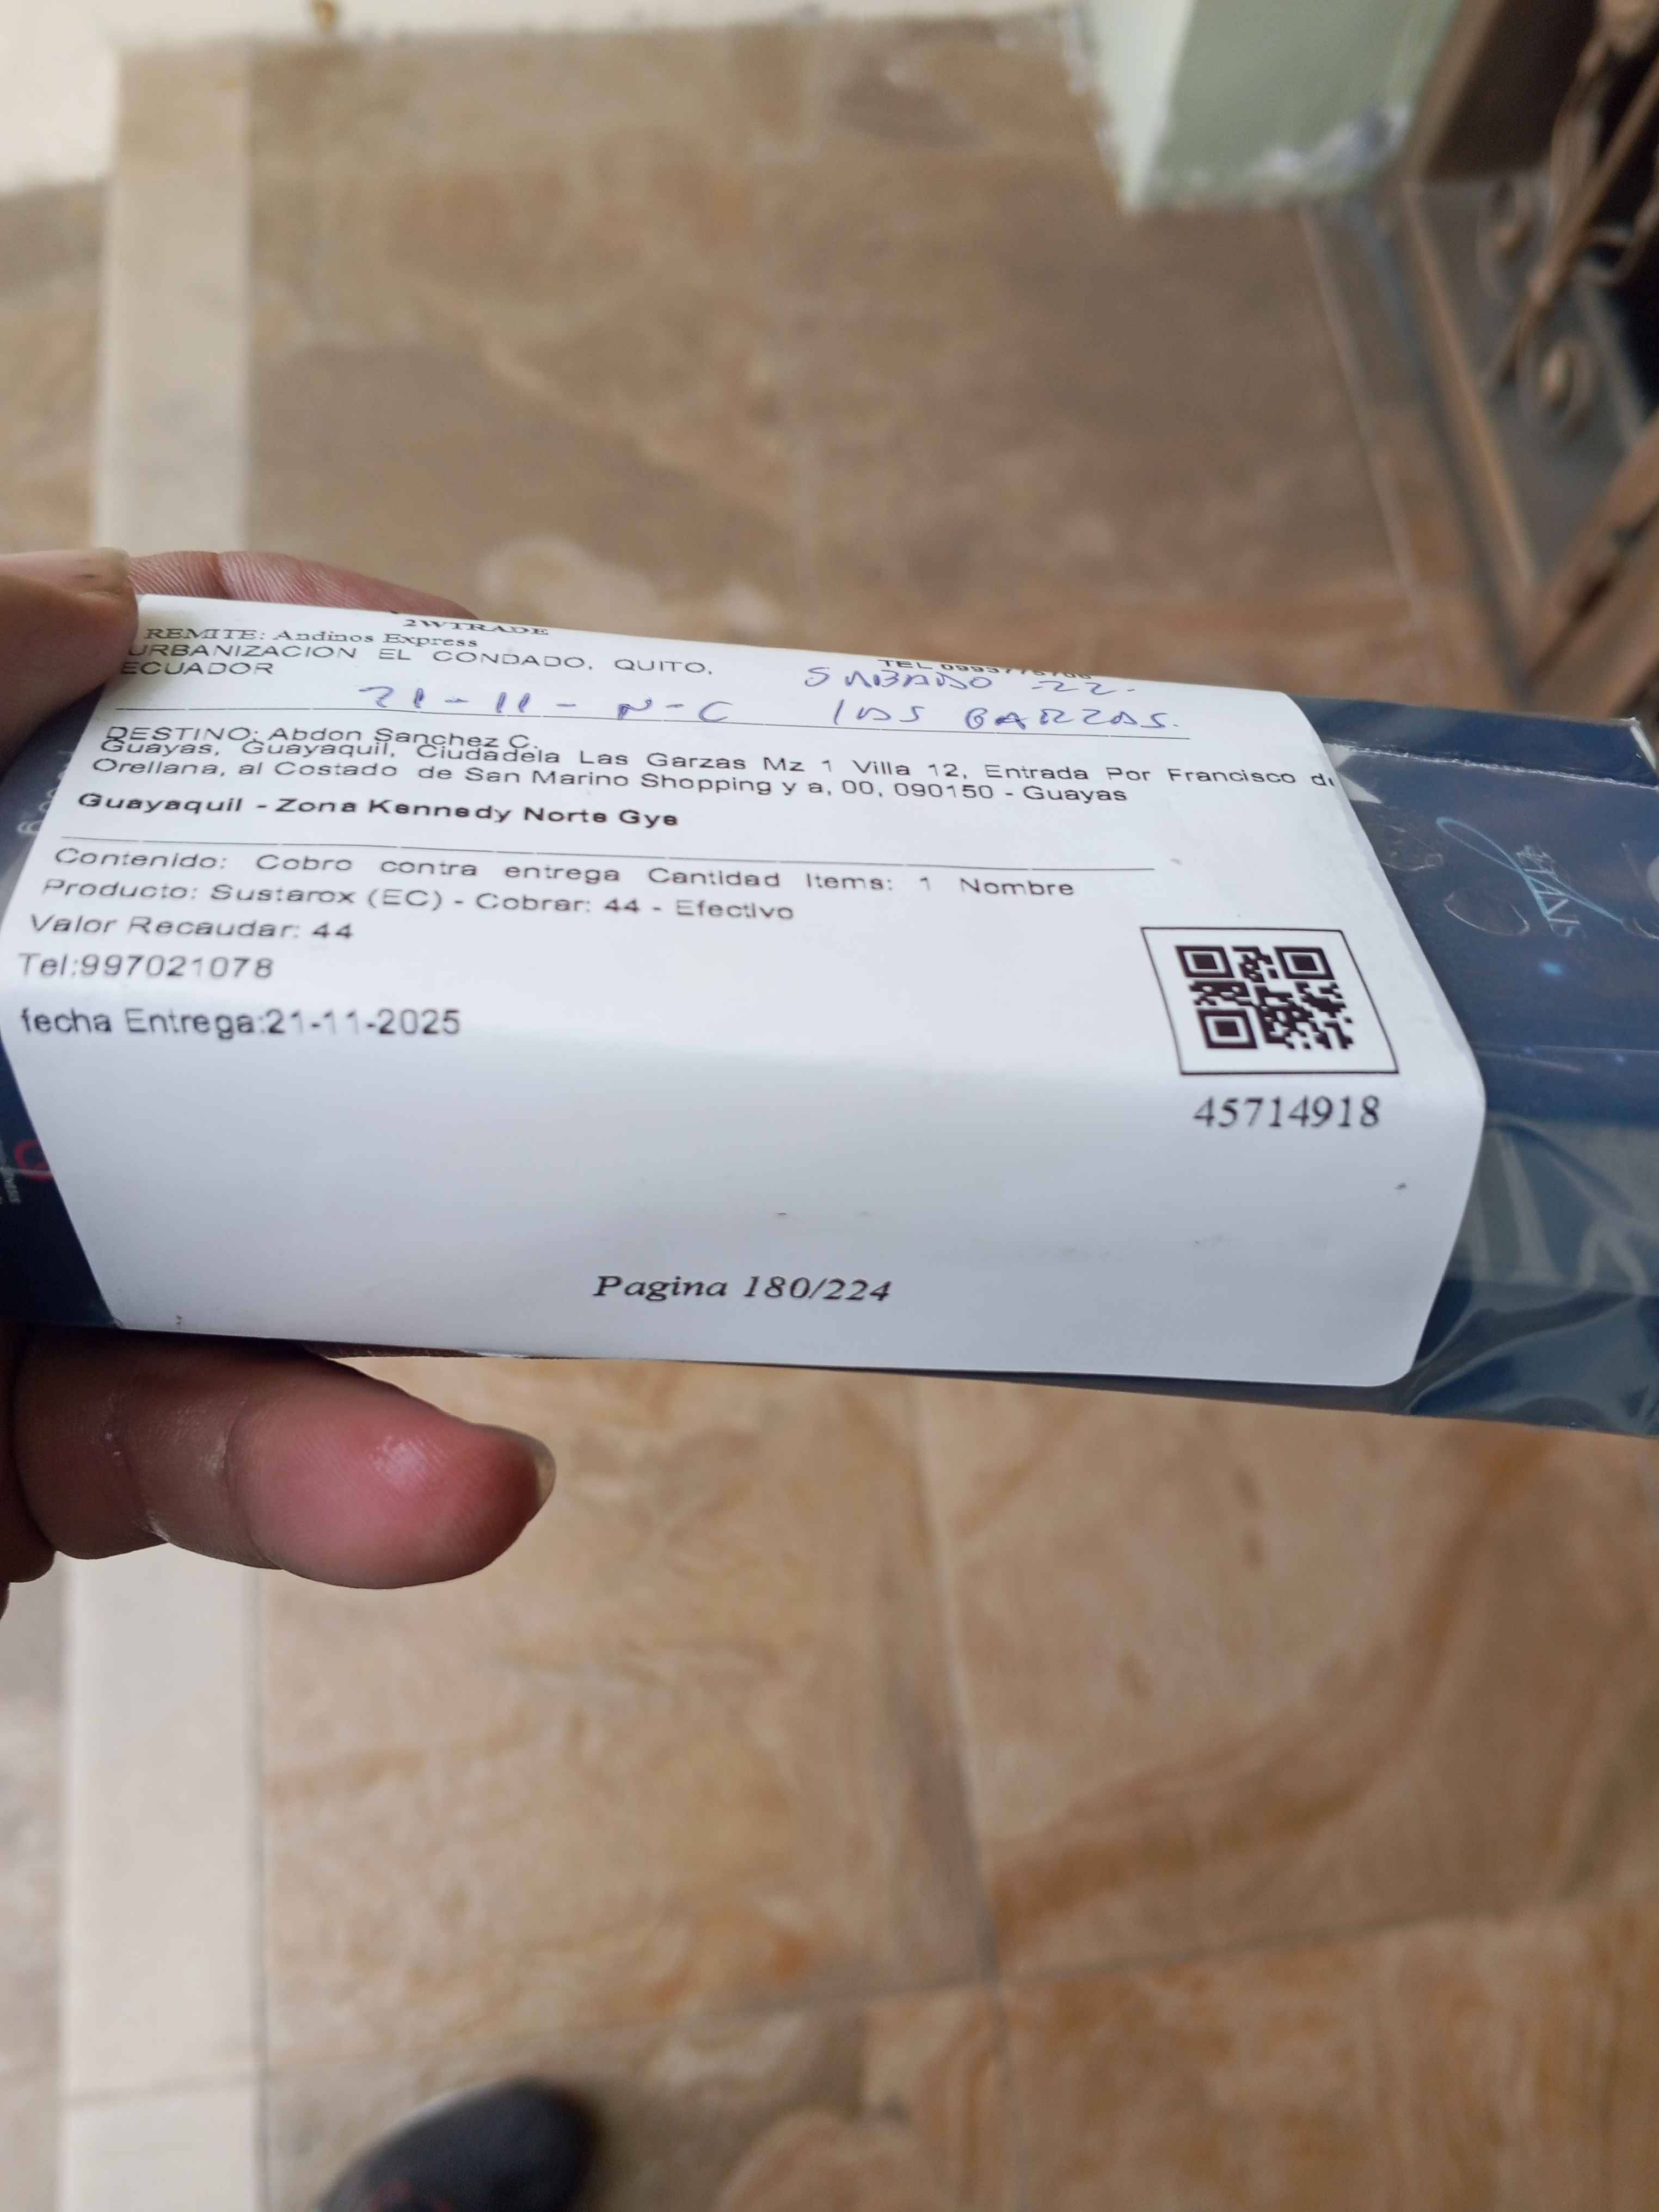 2WTRADE
REMITE: Andinos Express
URBANIZACION EL CONDADO, QUITO,
ECUADOR
TEL
SABADO 22.
21-11-N-C LAS GARZAS.
DESTINO: Abdon Sanchez C.
Guayas, Guayaquil, Ciudadela Las Garzas Mz 1 Villa 12, Entrada Por Francisco d
Orellana, al Costado de San Marino Shopping y a, 00, 090150 - Guayas
Guayaquil - Zona Kennedy Norte Gye
Contenido: Cobro contra entrega Cantidad Items: 1 Nombre
Producto: Sustarox (EC) - Cobrar: 44 - Efectivo
Valor Recaudar: 44
Tel:997021078
fecha Entrega:21-11-2025
45714918
Pagina 180/224